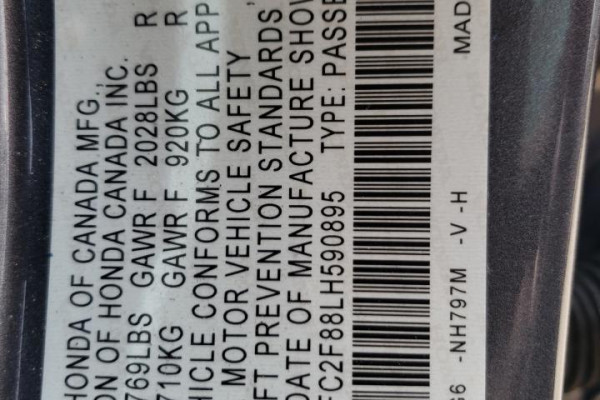 HONDA OF CANADA MFG.,
ON OF HONDA CANADA INC.
769LBS GAWR F 2028LBS R
710KG GAWR F 920KG R
HICLE CONFORMS TO ALL APP
MOTOR VEHICLE SAFETY
FT PREVENTION STANDARDS
DATE OF MANUFACTURE SHOW
FC2F88LH590895 TYPE: PASSE
G6 -NH797M -V -H MAD